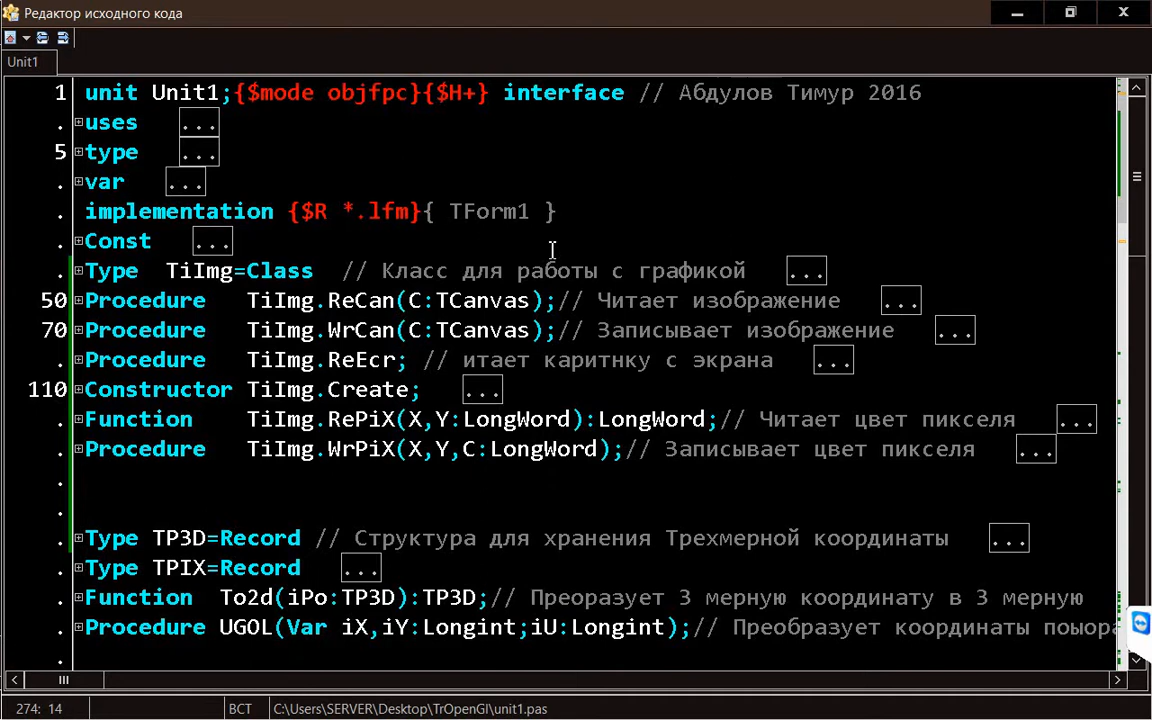 Редактор исходного кода
Unit1
1 unit Unit1;{$mode objfpc}{$H+} interface // Абдулов Тимур 2016
. uses ...
5 type ...
. var ...
. implementation {$R *.lfm}{ TForm1 }
. Const ...
. Type TiImg=Class // Класс для работы с графикой ...
50 Procedure TiImg.ReCan(C:TCanvas);// Читает изображение ...
70 Procedure TiImg.WrCan(C:TCanvas);// Записывает изображение ...
. Procedure TiImg.ReEcr; // итает каритнку с экрана ...
110 Constructor TiImg.Create; ...
. Function TiImg.RePiX(X,Y:LongWord):LongWord;// Читает цвет пикселя ...
. Procedure TiImg.WrPiX(X,Y,C:LongWord);// Записывает цвет пикселя ...
.
.
. Type TP3D=Record // Структура для хранения Трехмерной координаты ...
. Type TPIX=Record ...
. Function To2d(iPo:TP3D):TP3D;// Преоразует 3 мерную координату в 3 мерную
. Procedure UGOL(Var iX,iY:Longint;iU:Longint);// Преобразует координаты поыора
.
274: 14 ВСТ C:\Users\SERVER\Desktop\TrOpenGl\unit1.pas